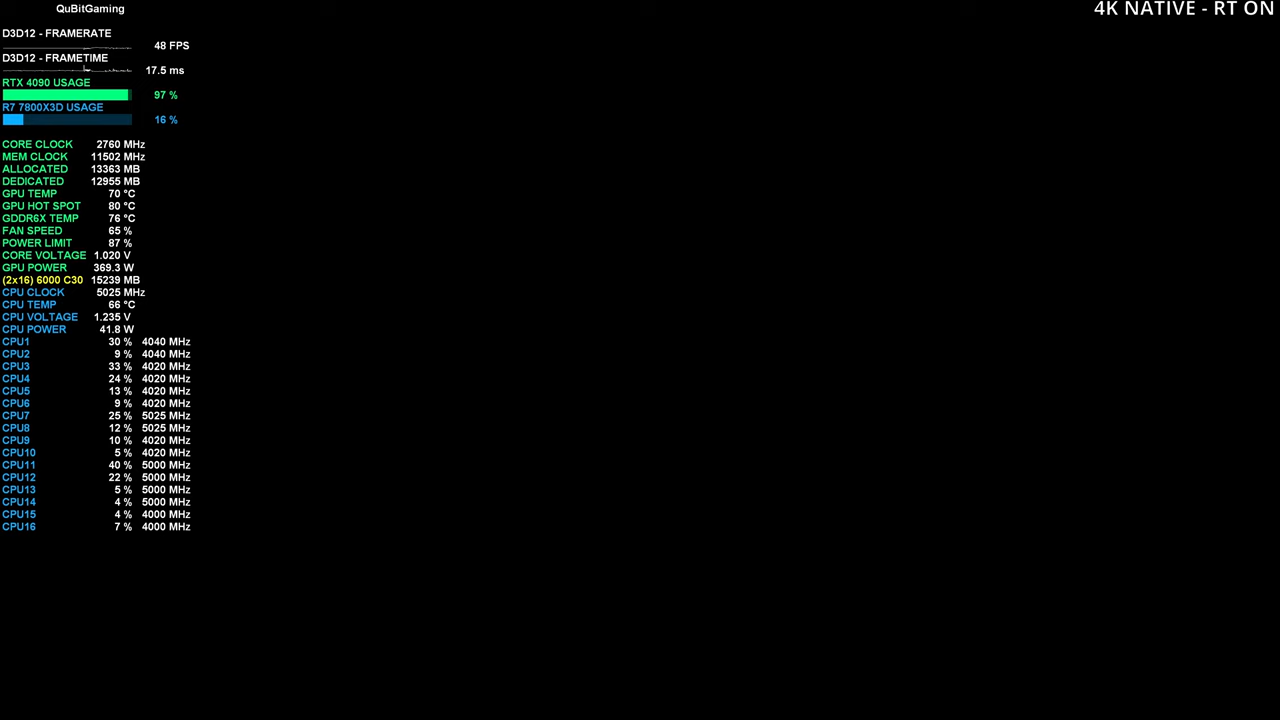 QuBitGaming
4K NATIVE - RT ON
D3D12 - FRAMERATE
48 FPS
D3D12 - FRAMETIME
17.5 ms
RTX 4090 USAGE
97 %
R7 7800X3D USAGE
16 %
CORE CLOCK 2760 MHz
MEM CLOCK 11502 MHz
ALLOCATED 13363 MB
DEDICATED 12955 MB
GPU TEMP 70 °C
GPU HOT SPOT 80 °C
GDDR6X TEMP 76 °C
FAN SPEED 65 %
POWER LIMIT 87 %
CORE VOLTAGE 1.020 V
GPU POWER 369.3 W
(2x16) 6000 C30 15239 MB
CPU CLOCK 5025 MHz
CPU TEMP 66 °C
CPU VOLTAGE 1.235 V
CPU POWER 41.8 W
CPU1 30 % 4040 MHz
CPU2 9 % 4040 MHz
CPU3 33 % 4020 MHz
CPU4 24 % 4020 MHz
CPU5 13 % 4020 MHz
CPU6 9 % 4020 MHz
CPU7 25 % 5025 MHz
CPU8 12 % 5025 MHz
CPU9 10 % 4020 MHz
CPU10 5 % 4020 MHz
CPU11 40 % 5000 MHz
CPU12 22 % 5000 MHz
CPU13 5 % 5000 MHz
CPU14 4 % 5000 MHz
CPU15 4 % 4000 MHz
CPU16 7 % 4000 MHz